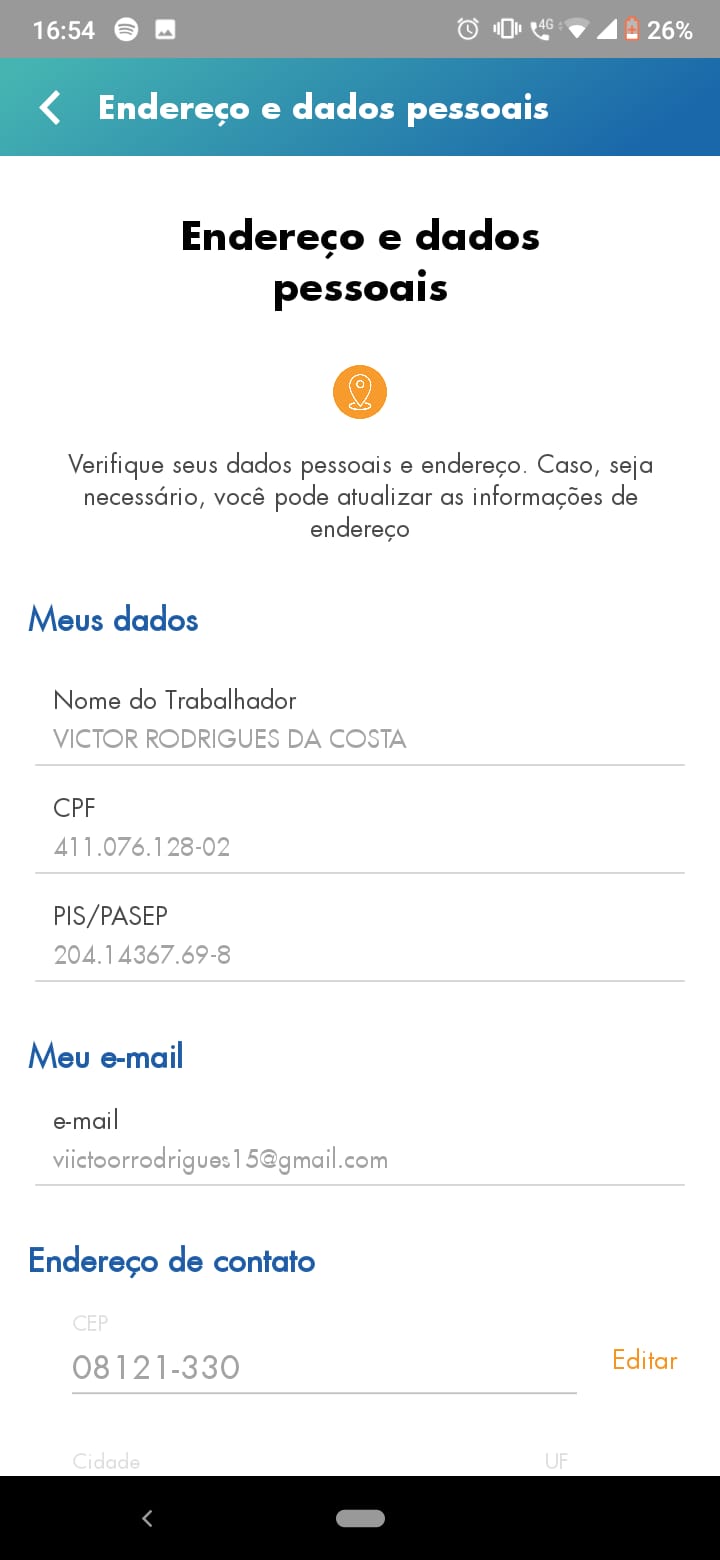 16:54
4G
26%
Endereço e dados pessoais
Endereço e dados
pessoais
Verifique seus dados pessoais e endereço. Caso, seja
necessário, você pode atualizar as informações de
endereço
Meus dados
Nome do Trabalhador
VICTOR RODRIGUES DA COSTA
CPF
411.076.128-02
PIS/PASEP
204.14367.69-8
Meu e-mail
e-mail
viictoorrodrigues15@gmail.com
Endereço de contato
CEP
08121-330
Editar
Cidade UF